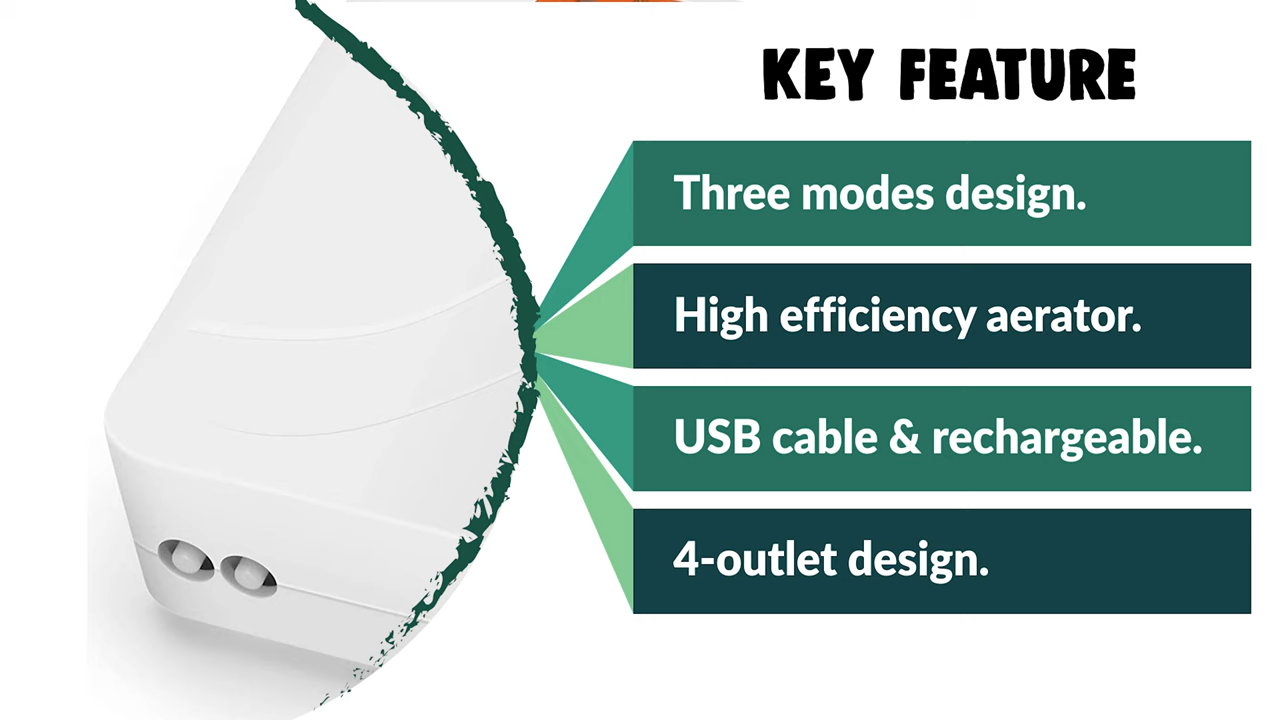 KEY FEATURE
Three modes design.
High efficiency aerator.
USB cable & rechargeable.
4-outlet design.